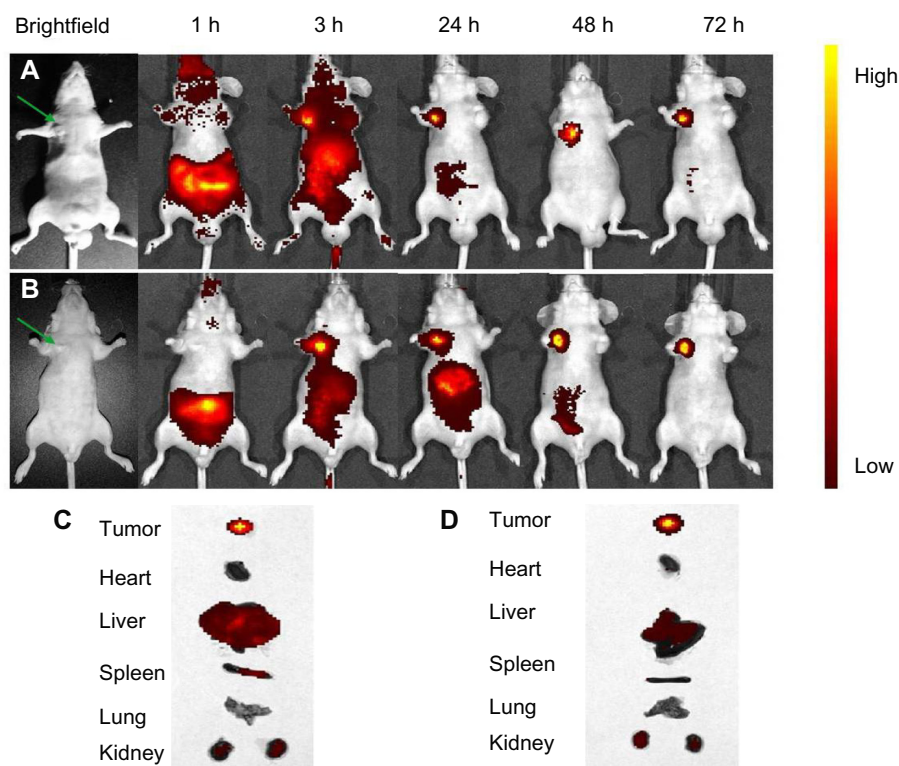 Brightfield 1 h 3 h 24 h 48 h 72 h
A
High
B
Low
C
Tumor
Heart
Liver
Spleen
Lung
Kidney
D
Tumor
Heart
Liver
Spleen
Lung
Kidney